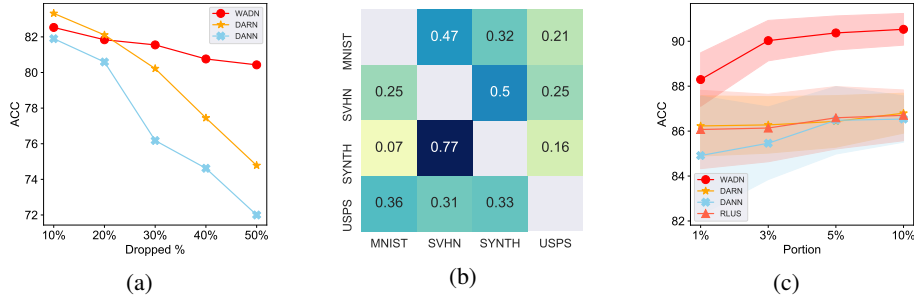 WADN
DARN
DANN
82
80
78
76
74
72
ACC
10% 20% 30% 40% 50%
Dropped %
(a)
MNIST 0.47 0.32 0.21
SVHN 0.25 0.5 0.25
SYNTH 0.07 0.77 0.16
USPS 0.36 0.31 0.33
MNIST SVHN SYNTH USPS
(b)
90
88
86
84
82
ACC
WADN
DARN
DANN
RLUS
1% 3% 5% 10%
Portion
(c)